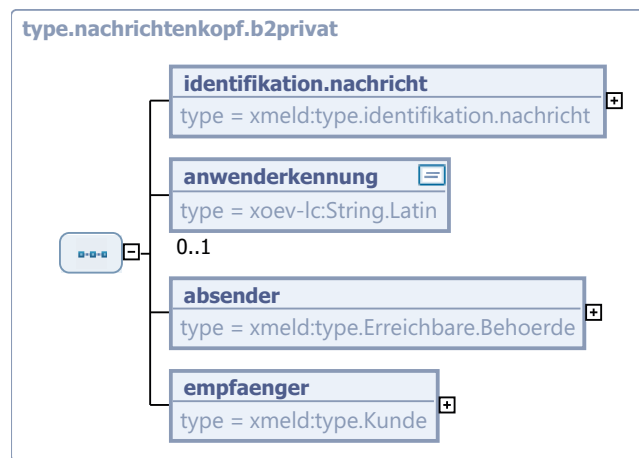 type.nachrichtenkopf.b2privat
identifikation.nachricht
type = xmeld:type.identifikation.nachricht
anwenderkennung
type = xoev-lc:String.Latin
0..1
absender
type = xmeld:type.Erreichbare.Behoerde
empfaenger
type = xmeld:type.Kunde